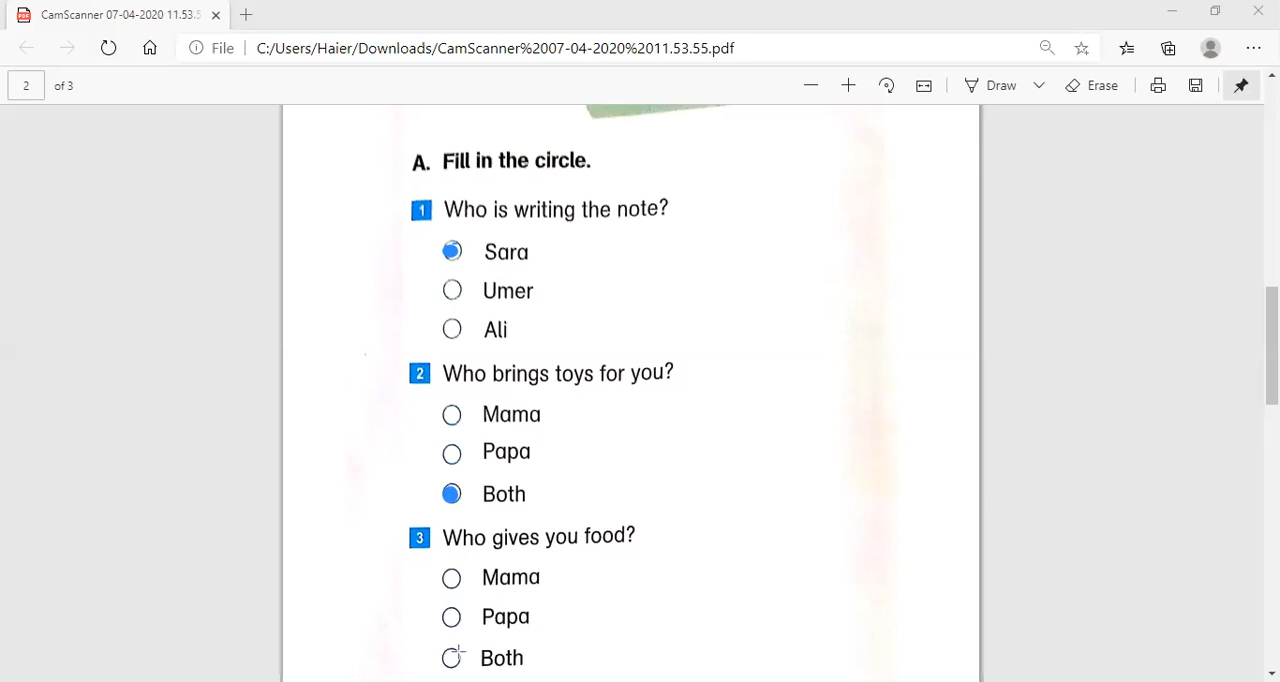 CamScanner 07-04-2020 11.53.5
File
C:/Users/Haier/Downloads/CamScanner%2007-04-2020%2011.53.55.pdf
2 of 3
Draw
Erase
A. Fill in the circle.
1 Who is writing the note?
Sara
Umer
Ali
2 Who brings toys for you?
Mama
Papa
Both
3 Who gives you food?
Mama
Papa
Both